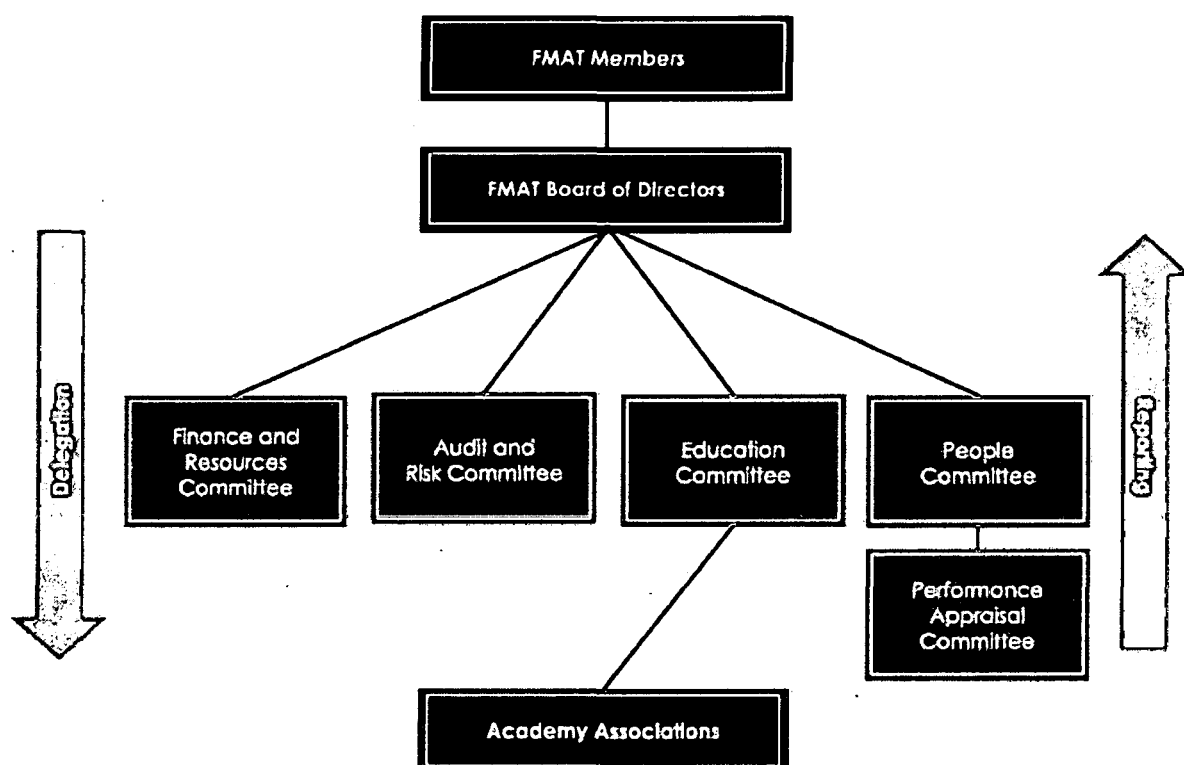 FMAT Members
FMAT Board of Directors
Delegation
Finance and
Resources
Committee
Audit and
Risk Committee
Education
Committee
People
Committee
Reporting
Performance
Appraisal
Committee
Academy Associations